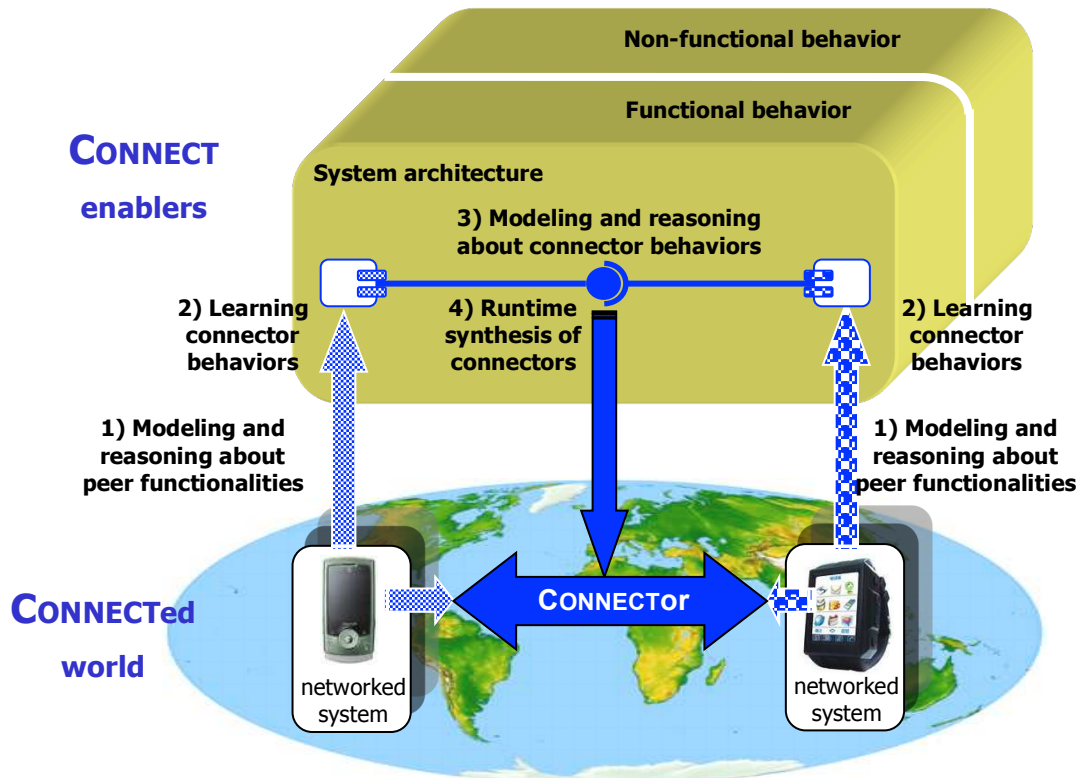 Non-functional behavior
Functional behavior
CONNECT
enablers
System architecture
3) Modeling and reasoning
about connector behaviors
2) Learning
connector
behaviors
4) Runtime
synthesis of
connectors
2) Learning
connector
behaviors
1) Modeling and
reasoning about
peer functionalities
1) Modeling and
reasoning about
peer functionalities
CONNECTed
world
CONNECTor
networked
system
networked
system